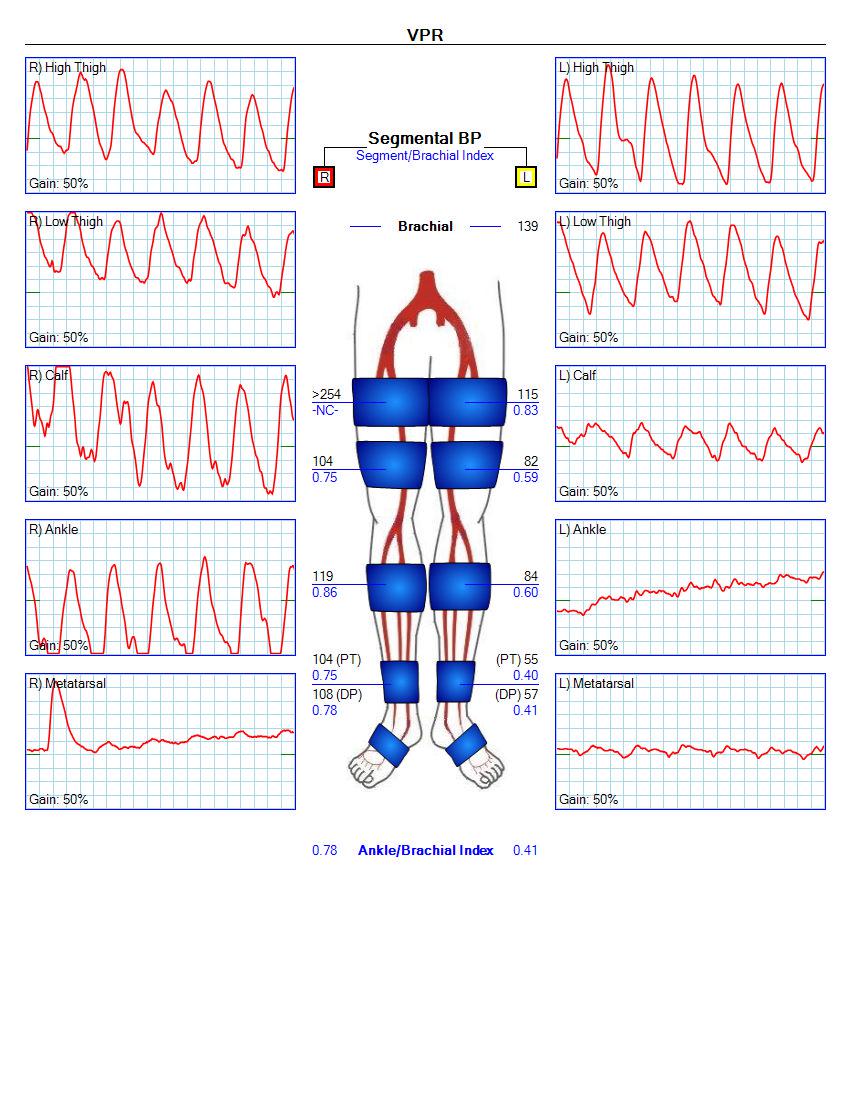 VPR
R) High Thigh
Gain: 50%
L) High Thigh
Gain: 50%
Segmental BP
Segment/Brachial Index
R
L
Brachial 139
R) Low Thigh
Gain: 50%
L) Low Thigh
Gain: 50%
>254
-NC-
115
0.83
R) Calf
Gain: 50%
L) Calf
Gain: 50%
104
0.75
82
0.59
R) Ankle
Gain: 50%
L) Ankle
Gain: 50%
119
0.86
84
0.60
R) Metatarsal
Gain: 50%
L) Metatarsal
Gain: 50%
104 (PT)
0.75
108 (DP)
0.78
(PT) 55
0.40
(DP) 57
0.41
0.78 Ankle/Brachial Index 0.41